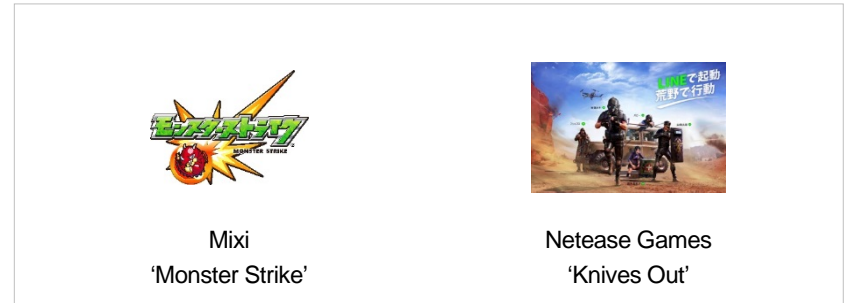 モンスターストライク
MONSTER STRIKE
LINEで起動
荒野で行動
Mixi
'Monster Strike'
Netease Games
‘Knives Out’